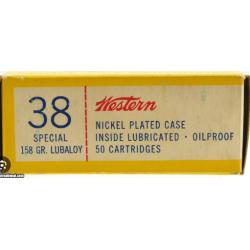 38
SPECIAL
158 GR. LUBALOY
Western
NICKEL PLATED CASE
INSIDE LUBRICATED · OILPROOF
50 CARTRIDGES